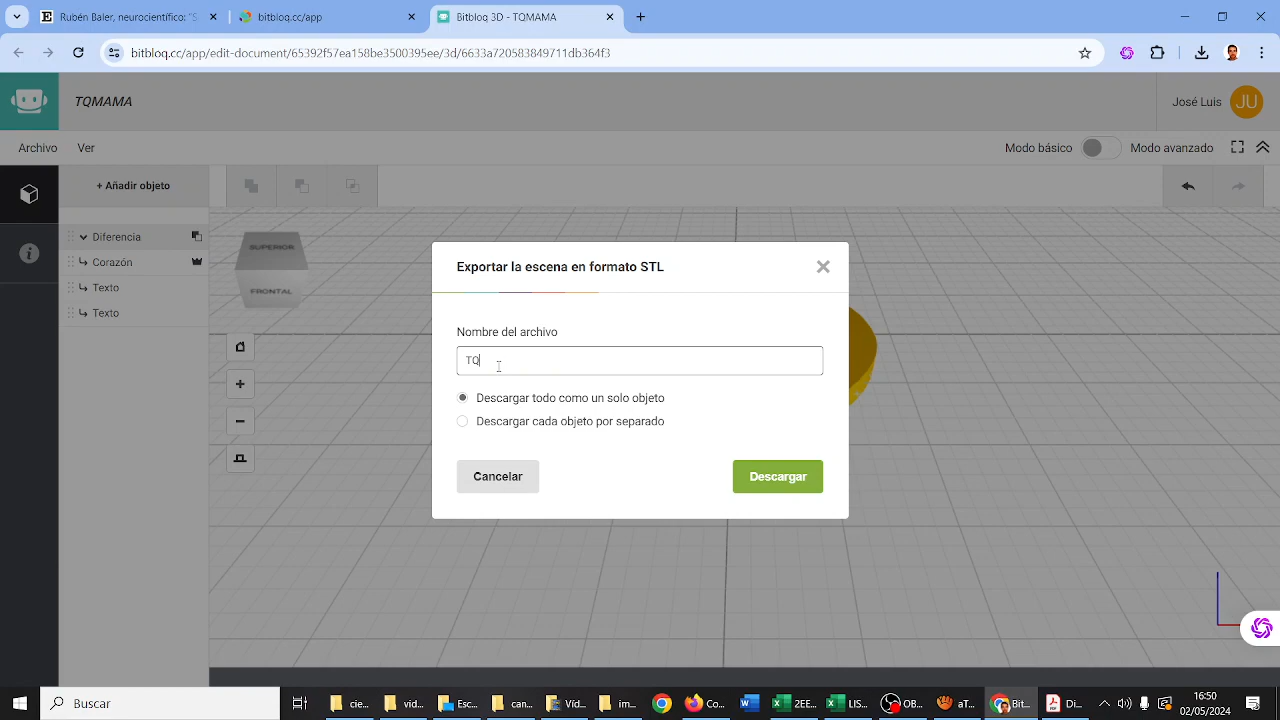 Rubén Baler, neurocientífico: "S
bitbloq.cc/app
Bitbloq 3D - TQMAMA
bitbloq.cc/app/edit-document/65392f57ea158be3500395ee/3d/6633a720583849711db364f3
TQMAMA
José Luis
JU
Archivo
Ver
Modo básico
Modo avanzado
+ Añadir objeto
Diferencia
Corazón
Texto
Texto
SUPERIOR
FRONTAL
Exportar la escena en formato STL
Nombre del archivo
TQ
Descargar todo como un solo objeto
Descargar cada objeto por separado
Cancelar
Descargar
Buscar
Ce...
vid...
Es...
can...
Víd...
im...
Co...
2EE...
LIS...
OB...
aT...
Bit...
Di...
16:50
02/05/2024